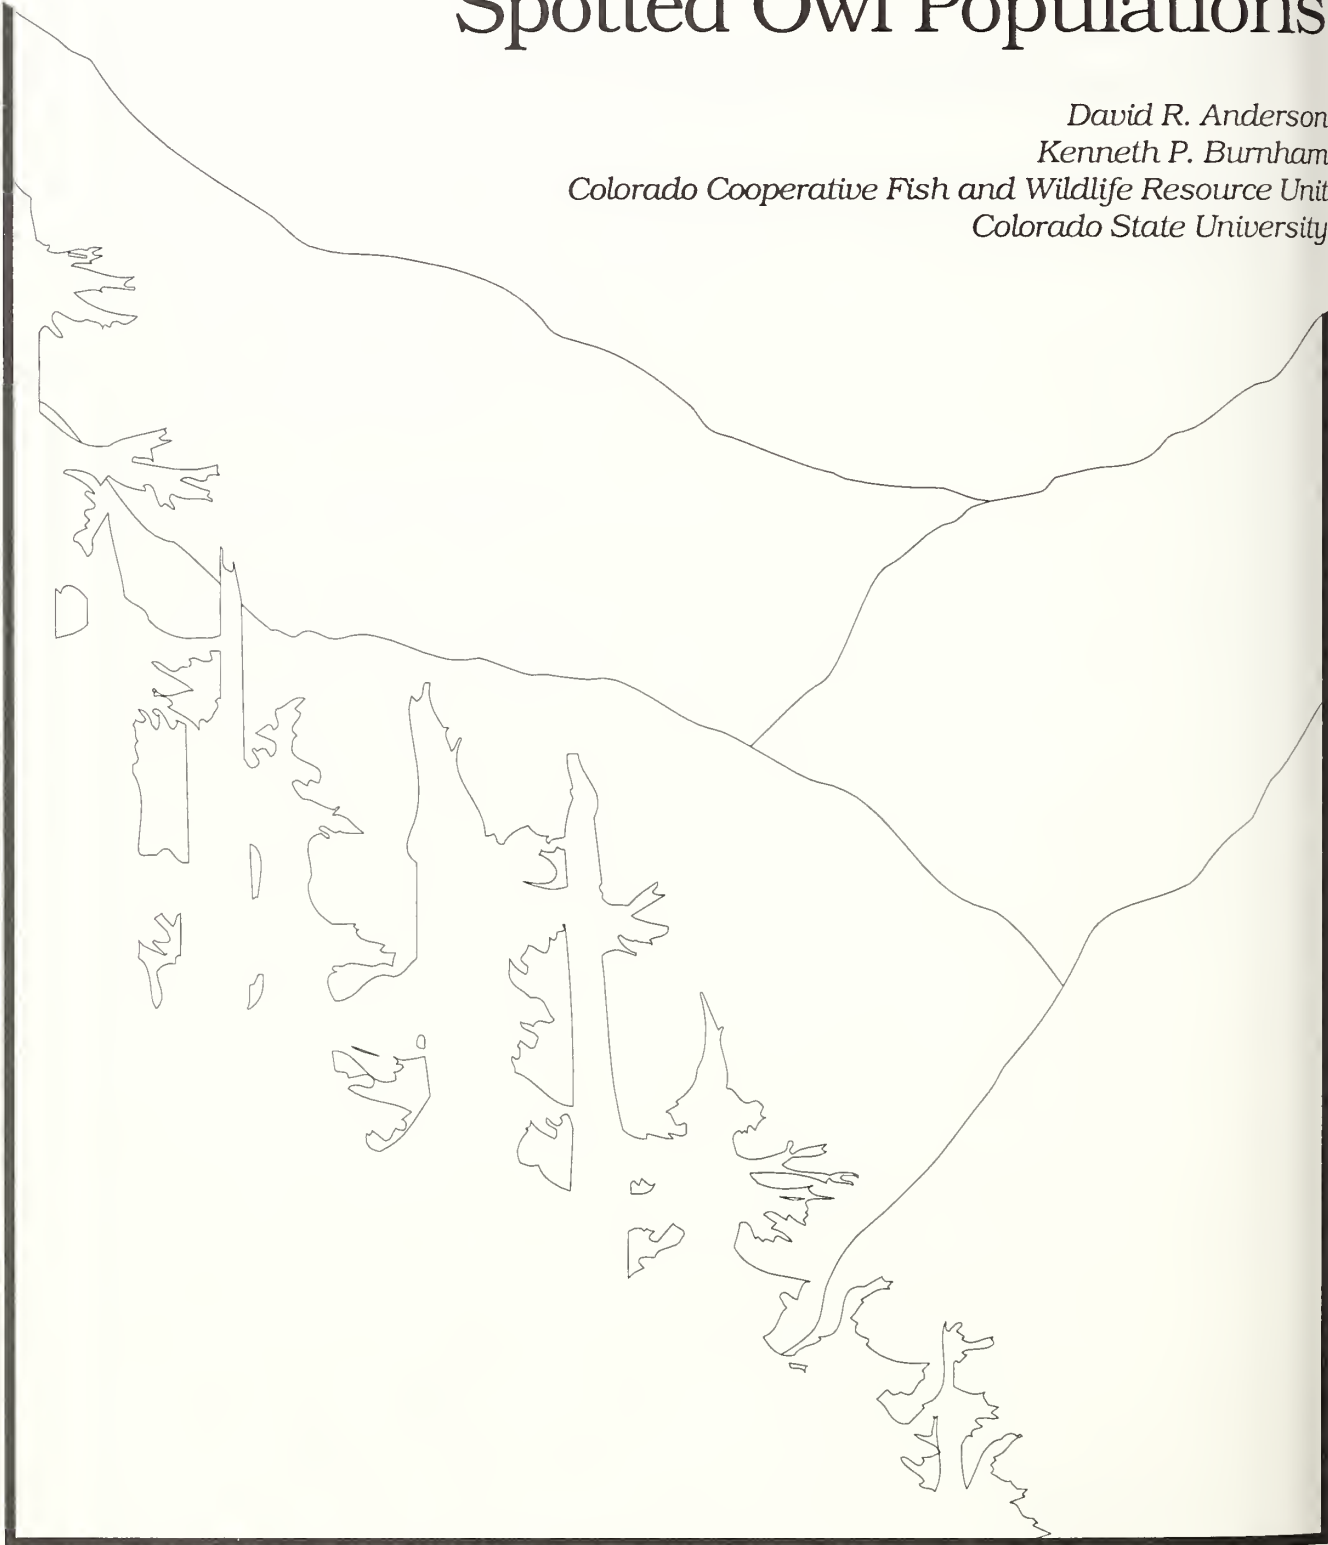 Spotted Owl Populations
David R. Anderson
Kenneth P. Burnham
Colorado Cooperative Fish and Wildlife Resource Unit
Colorado State University